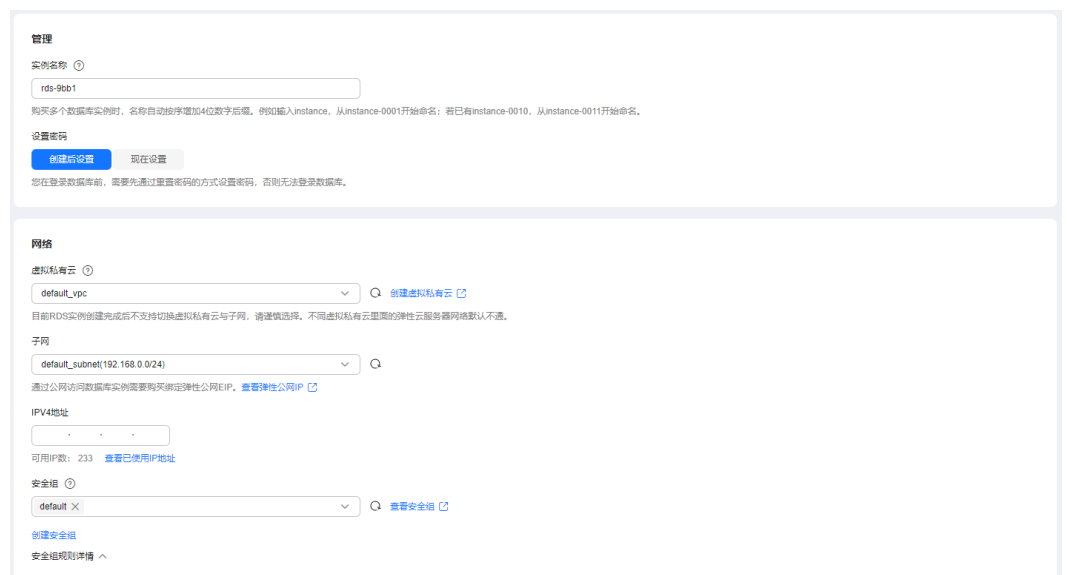 管理
实例名称
rds-9bb1
购买多个数据库实例时，名称自动按序增加4位数字后缀。例如输入instance，从instance-0001开始命名；若已有instance-0010，从instance-0011开始命名。
设置密码
创建后设置 现在设置
您在登录数据库前，需要先通过重置密码的方式设置密码，否则无法登录数据库。
网络
虚拟私有云
default_vpc 创建虚拟私有云
目前RDS实例创建完成后不支持切换虚拟私有云与子网，请谨慎选择。不同虚拟私有云里面的弹性云服务器网络默认不通。
子网
default_subnet(192.168.0.0/24)
通过公网访问数据库实例需要购买绑定弹性公网EIP。查看弹性公网IP
IPV4地址
可用IP数： 233 查看已使用IP地址
安全组
default 查看安全组
创建安全组
安全组规则详情